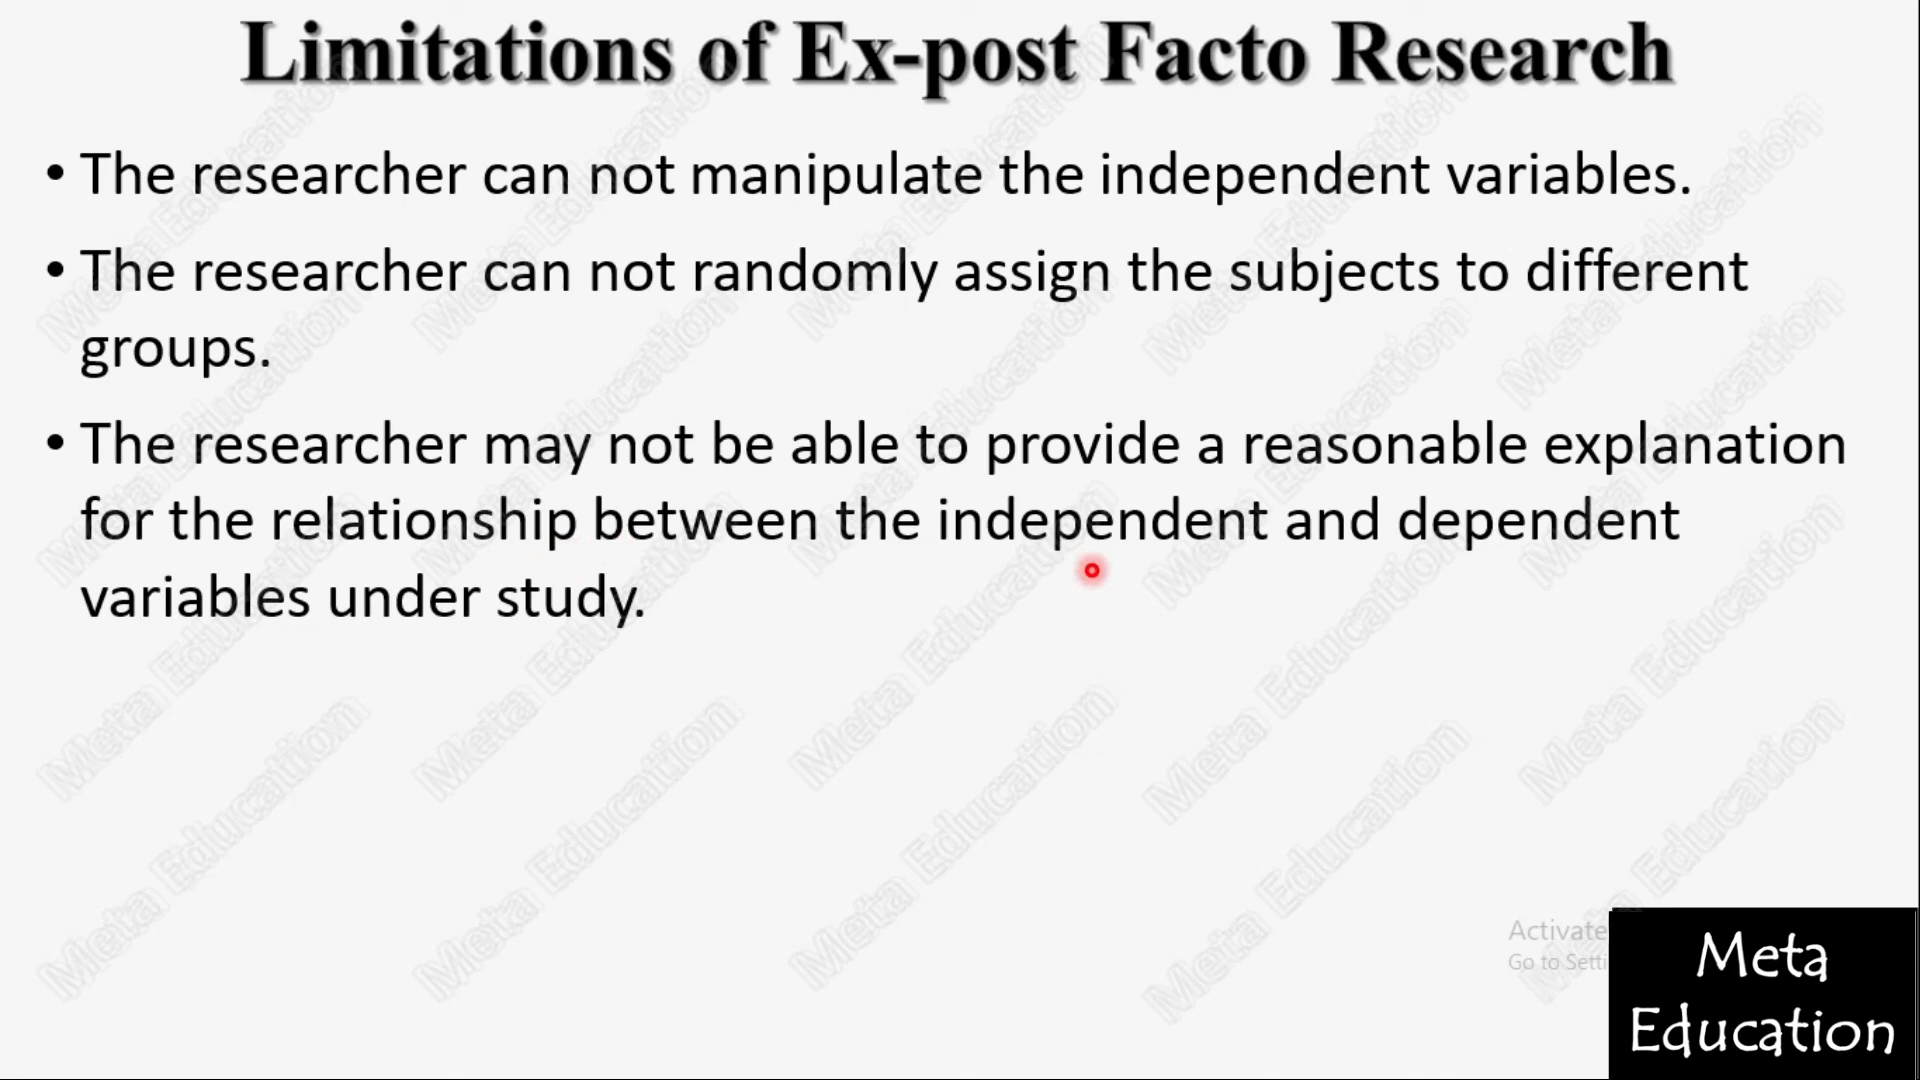 Limitations of Ex-post Facto Research
• The researcher can not manipulate the independent variables.
• The researcher can not randomly assign the subjects to different
groups.
• The researcher may not be able to provide a reasonable explanation
for the relationship between the independent and dependent
variables under study.
Activate
Go to Setti
Meta
Education
Meta Education